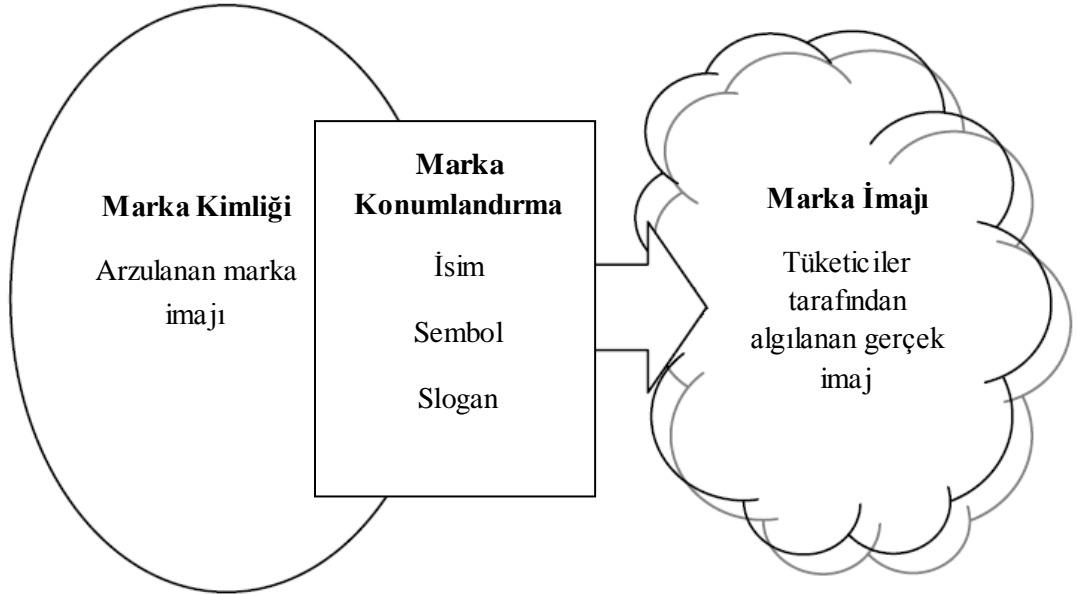 Marka Kimliği
Arzulanan marka
imajı
Marka
Konumlandırma
İsim
Sembol
Slogan
Marka İmajı
Tüketiciler
tarafından
algılanan gerçek
imaj